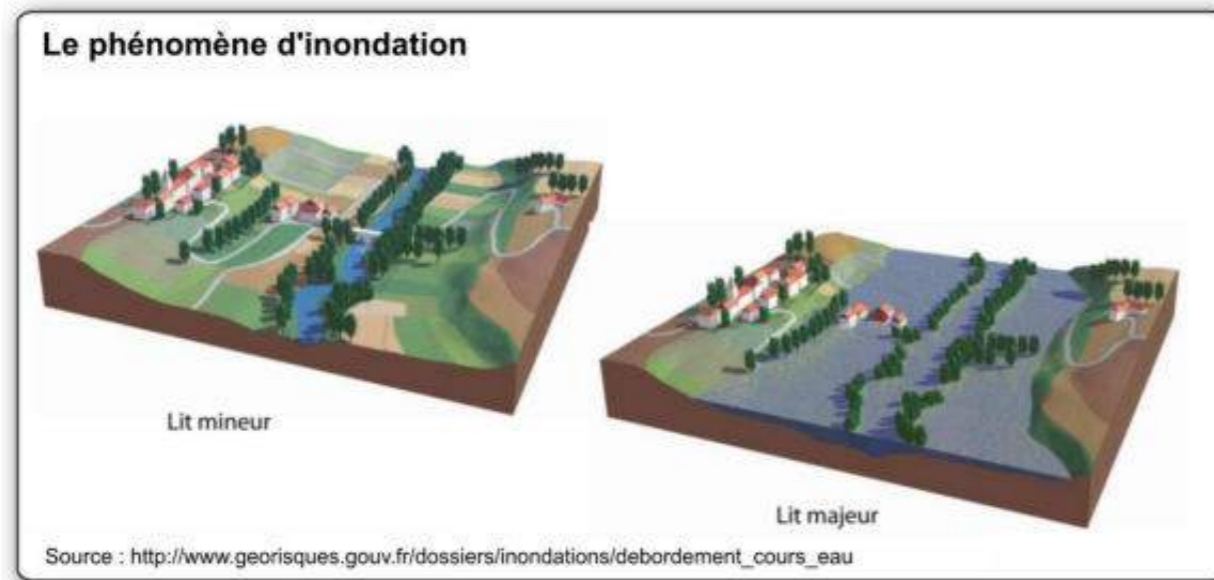 Le phénomène d'inondation
Lit mineur
Lit majeur
Source : http://www.georisques.gouv.fr/dossiers/inondations/debordement_cours_eau